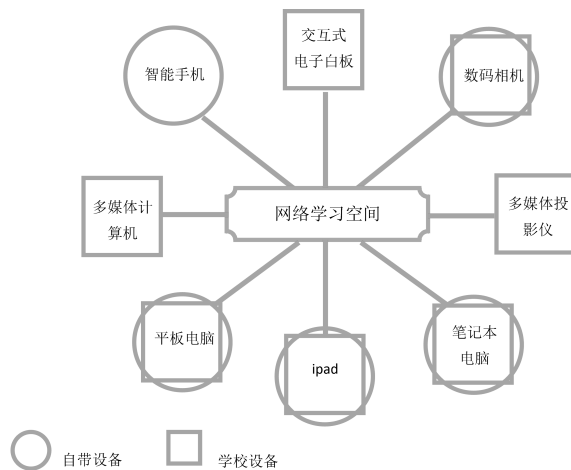 交互式
电子白板
智能手机
数码相机
多媒体计
算机
网络学习空间
多媒体投
影仪
平板电脑
ipad
笔记本
电脑
自带设备
学校设备